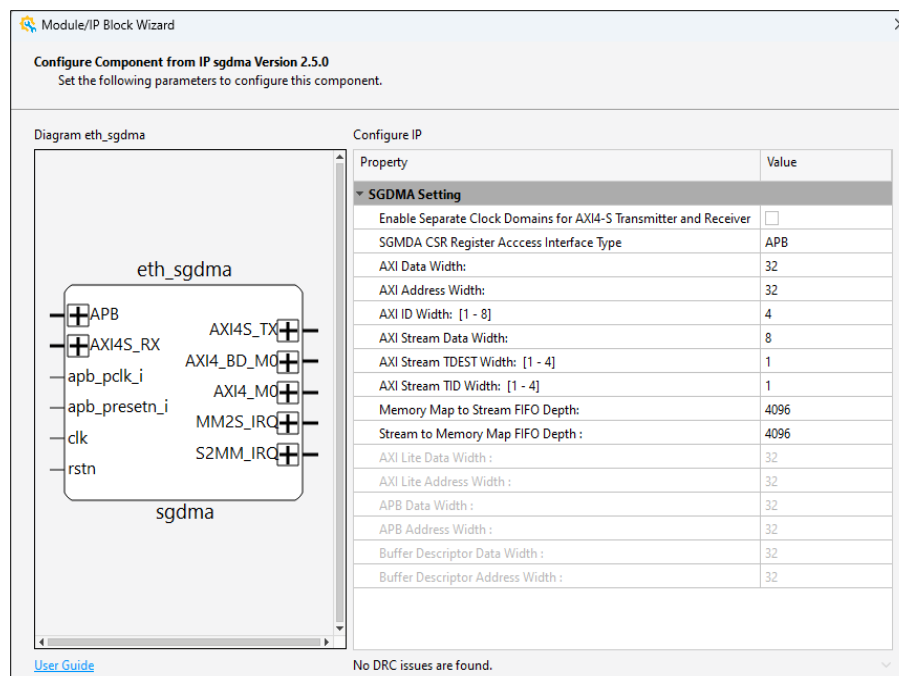 Module/IP Block Wizard
Configure Component from IP sgdma Version 2.5.0
Set the following parameters to configure this component.
Diagram eth_sgdma
Configure IP
eth_sgdma
APB
AXI4S_RX
apb_pclk_i
apb_presetn_i
clk
rstn
AXI4S_TX
AXI4_BD_M0
AXI4_M0
MM2S_IRQ
S2MM_IRQ
sgdma
Property Value
SGDMA Setting
Enable Separate Clock Domains for AXI4-S Transmitter and Receiver
SGMDA CSR Register Acccess Interface Type APB
AXI Data Width: 32
AXI Address Width: 32
AXI ID Width: [1 - 8] 4
AXI Stream Data Width: 8
AXI Stream TDEST Width: [1 - 4] 1
AXI Stream TID Width: [1 - 4] 1
Memory Map to Stream FIFO Depth: 4096
Stream to Memory Map FIFO Depth : 4096
AXI Lite Data Width : 32
AXI Lite Address Width : 32
APB Data Width : 32
APB Address Width : 32
Buffer Descriptor Data Width : 32
Buffer Descriptor Address Width : 32
User Guide
No DRC issues are found.